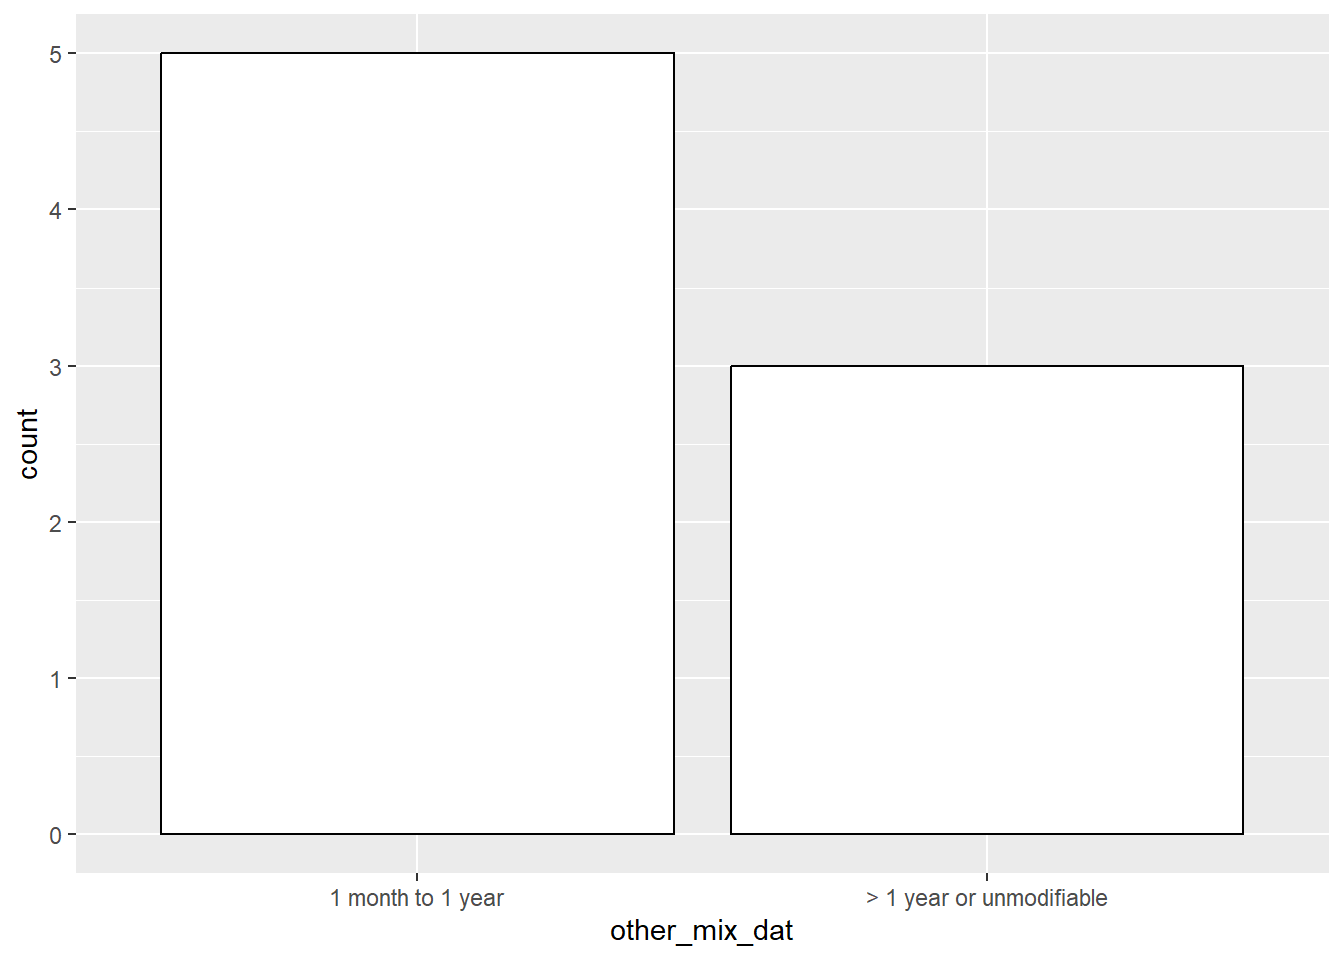 5
4
3
2
1
0
count
1 month to 1 year
> 1 year or unmodifiable
other_mix_dat